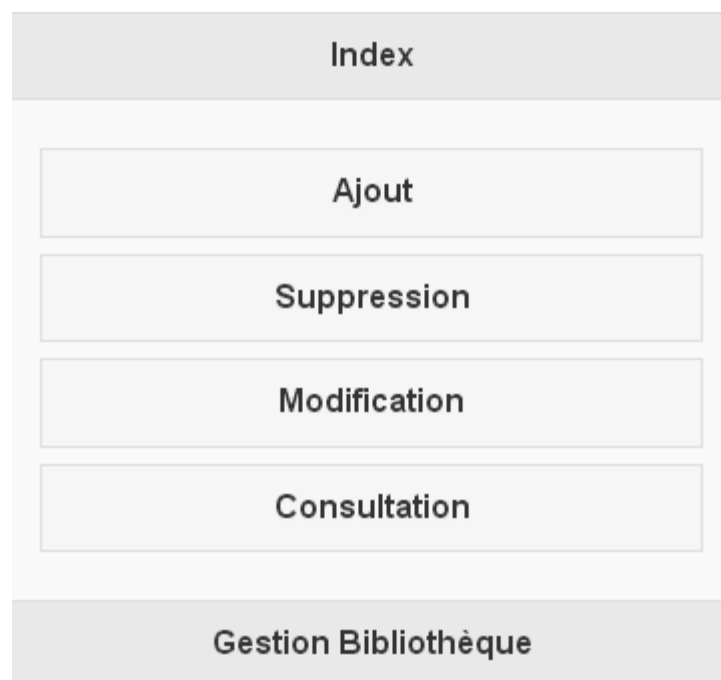 Index
Ajout
Suppression
Modification
Consultation
Gestion Bibliothèque